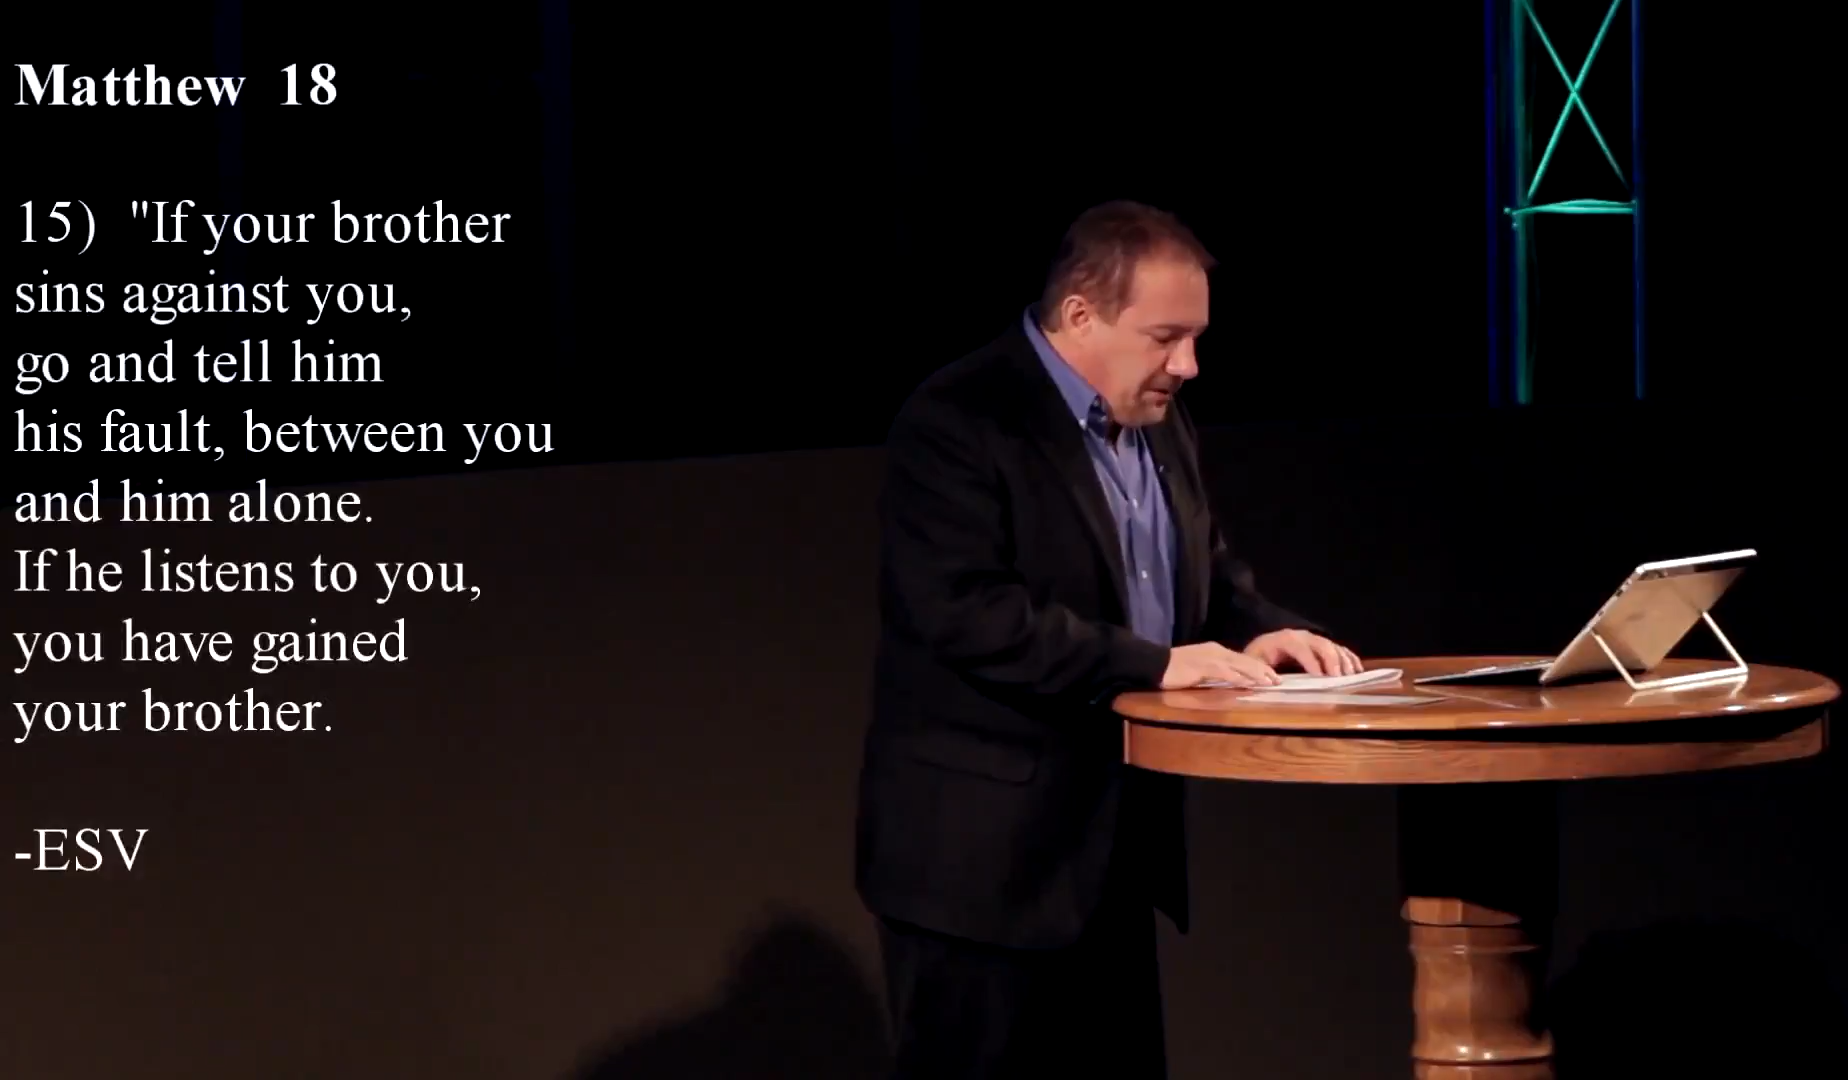 Matthew 18
15) "If your brother
sins against you,
go and tell him
his fault, between you
and him alone.
If he listens to you,
you have gained
your brother.
-ESV